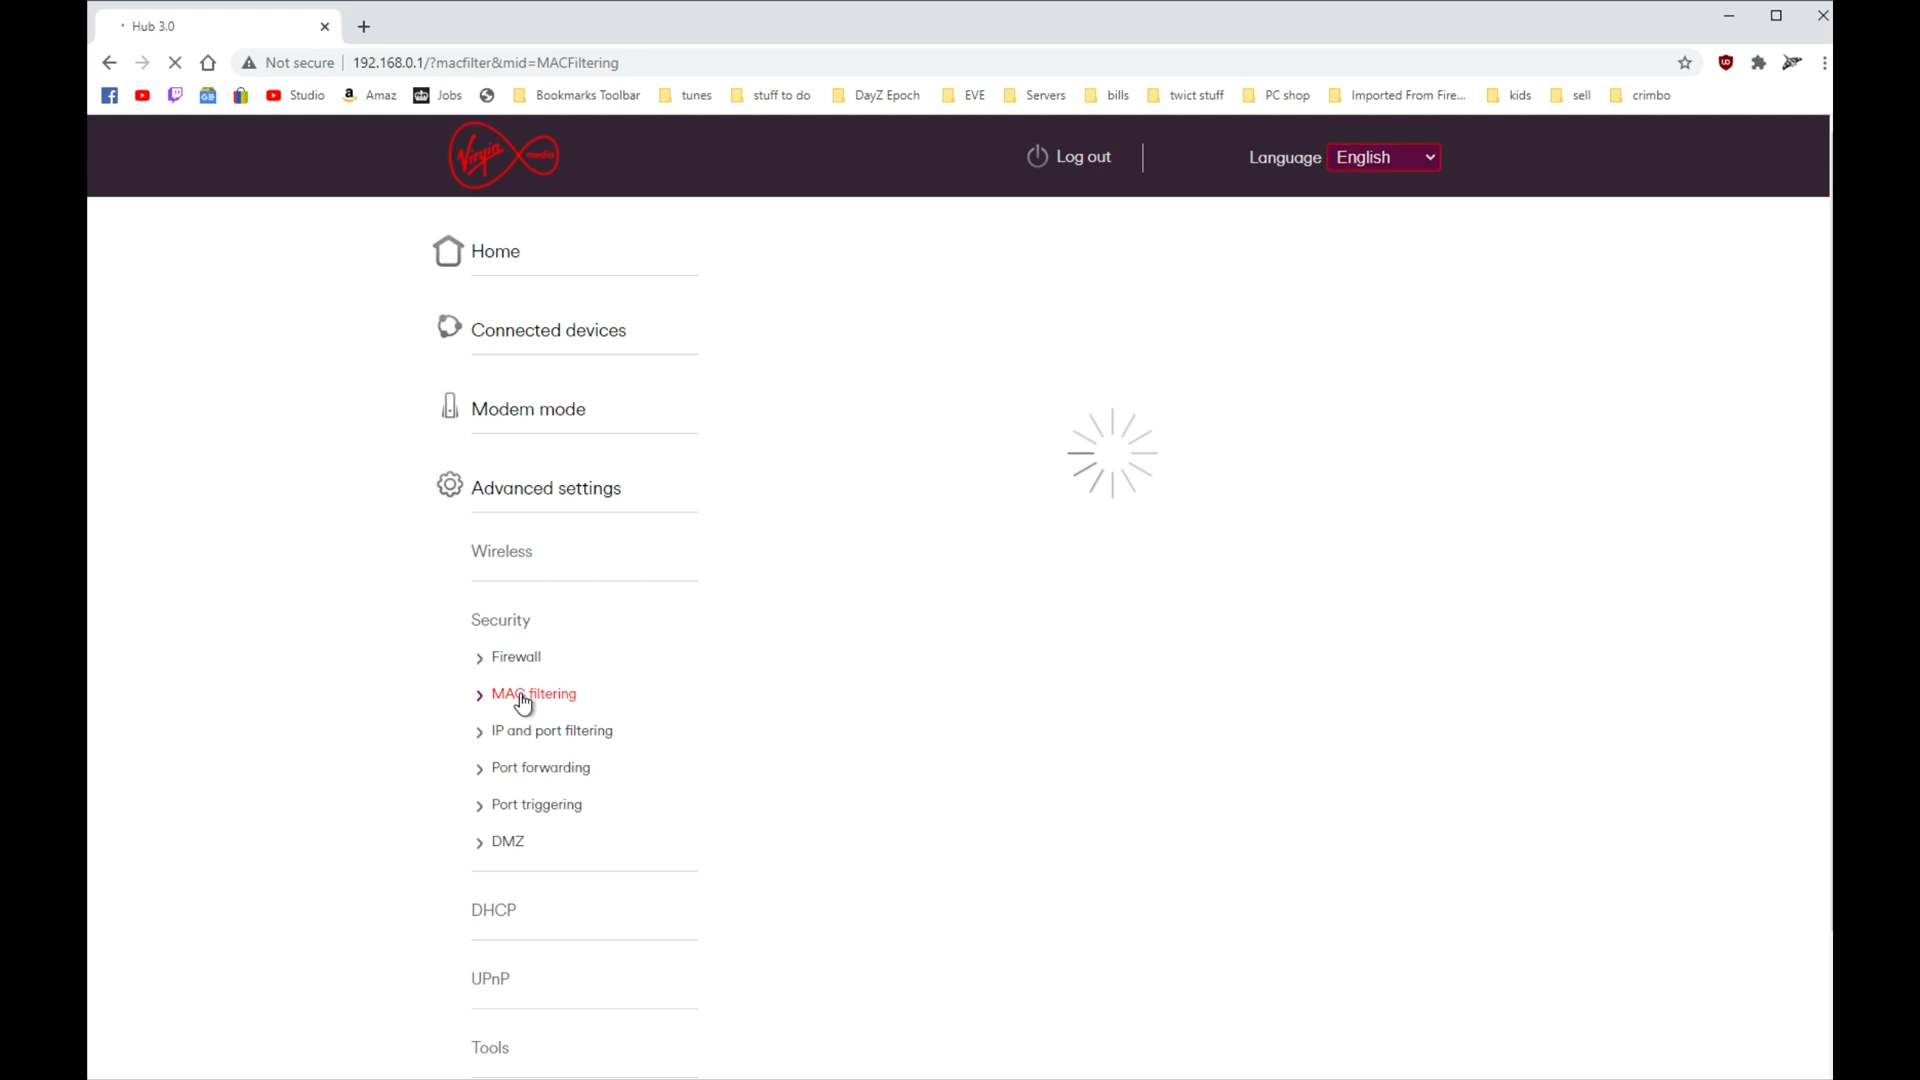 Hub 3.0
Not secure 192.168.0.1/?macfilter&mid=MACFiltering
Studio Amaz Jobs Bookmarks Toolbar tunes stuff to do DayZ Epoch EVE Servers bills twict stuff PC shop Imported From Fire... kids sell crimbo
Virgin media Log out Language English
Home
Connected devices
Modem mode
Advanced settings
Wireless
Security
Firewall
MAC filtering
IP and port filtering
Port forwarding
Port triggering
DMZ
DHCP
UPnP
Tools